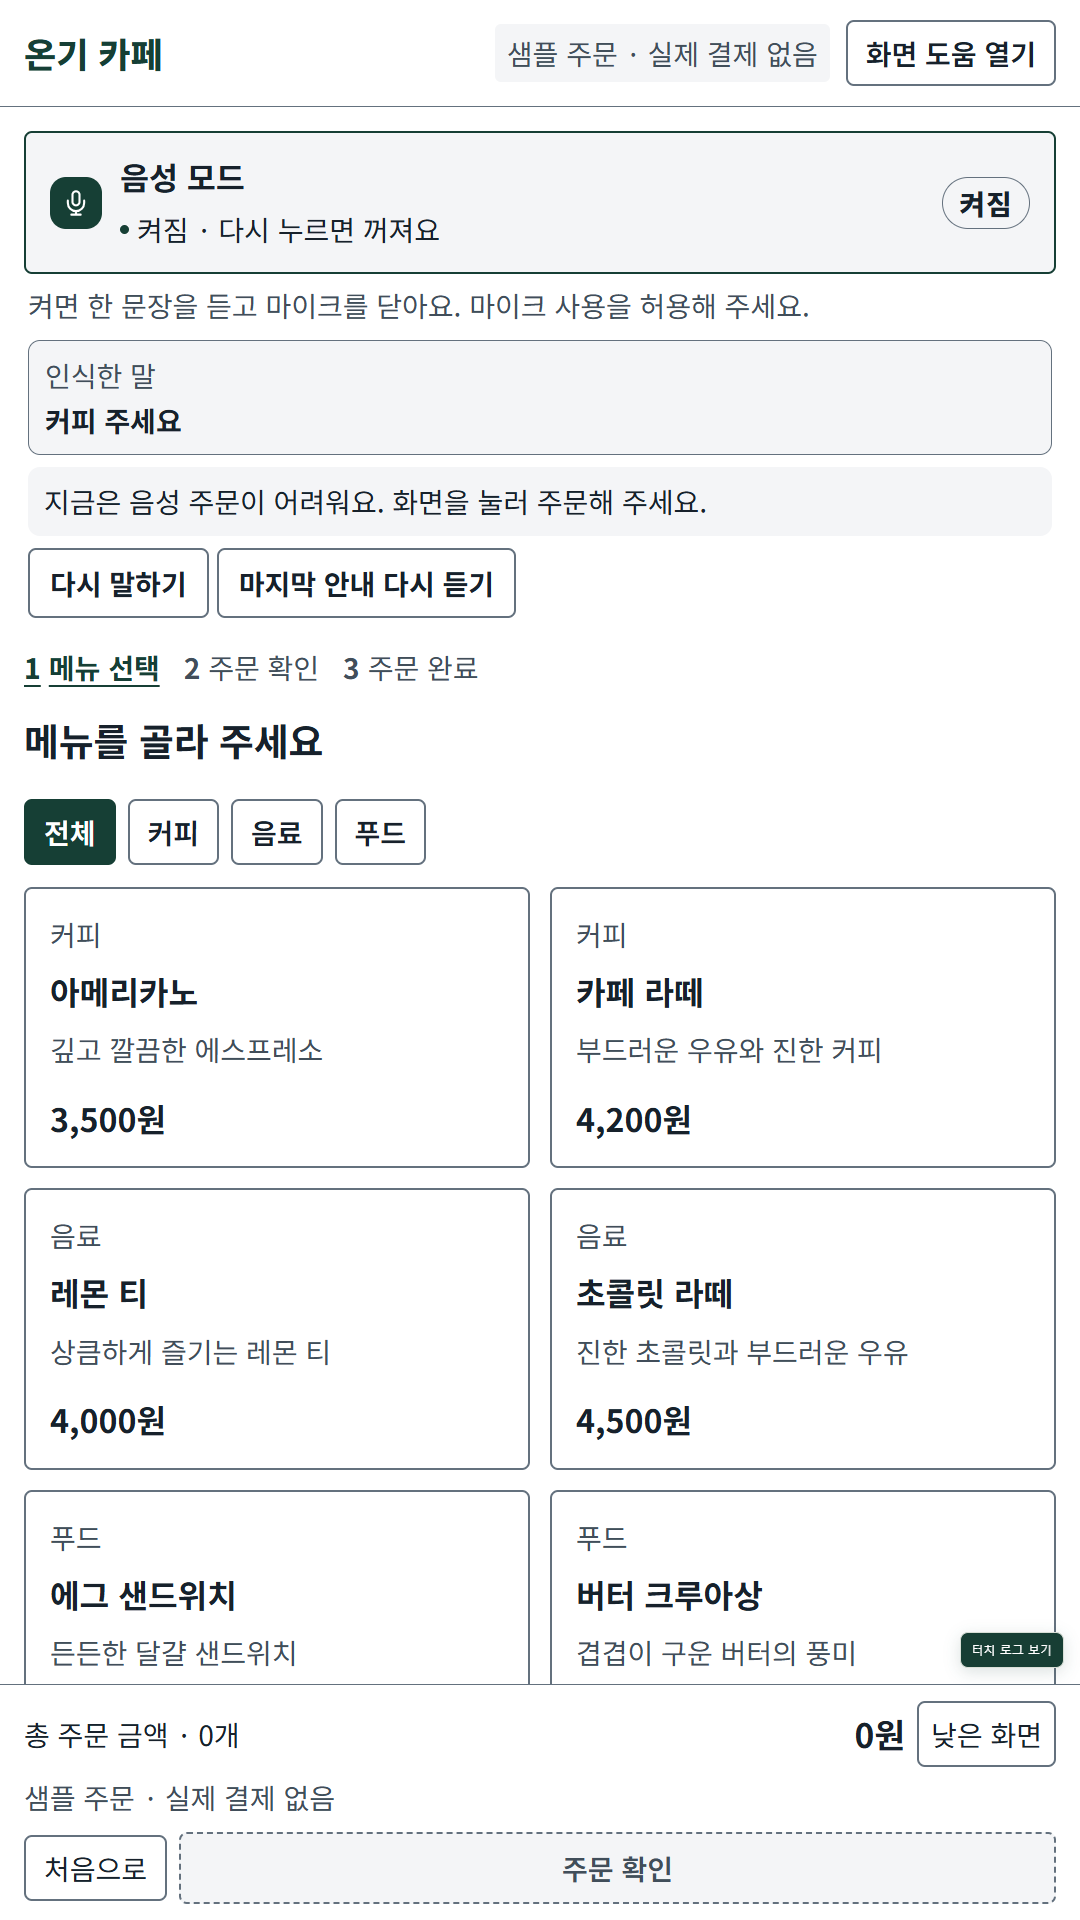 온기 카페
샘플 주문 · 실제 결제 없음
화면 도움 열기
음성 모드
켜짐 · 다시 누르면 꺼져요
켜짐
켜면 한 문장을 듣고 마이크를 닫아요. 마이크 사용을 허용해 주세요.
인식한 말
커피 주세요
지금은 음성 주문이 어려워요. 화면을 눌러 주문해 주세요.
다시 말하기
마지막 안내 다시 듣기
1 메뉴 선택 2 주문 확인 3 주문 완료
메뉴를 골라 주세요
전체
커피
음료
푸드
커피
아메리카노
깊고 깔끔한 에스프레소
3,500원
커피
카페 라떼
부드러운 우유와 진한 커피
4,200원
음료
레몬 티
상큼하게 즐기는 레몬 티
4,000원
음료
초콜릿 라떼
진한 초콜릿과 부드러운 우유
4,500원
푸드
에그 샌드위치
든든한 달걀 샌드위치
푸드
버터 크루아상
겹겹이 구운 버터의 풍미
터치 로그 보기
총 주문 금액 · 0개
0원
낮은 화면
샘플 주문 · 실제 결제 없음
처음으로
주문 확인